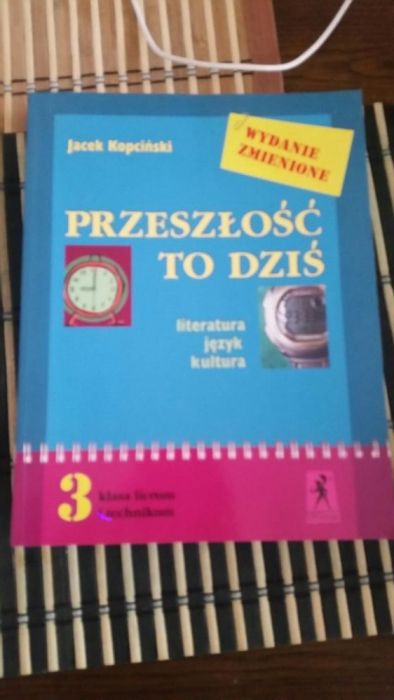 Jacek Kopciński
WYDANIE
ZMIENIONE
PRZESZŁOŚĆ
TO DZIŚ
literatura
język
kultura
3
klasa liceum
i technikum